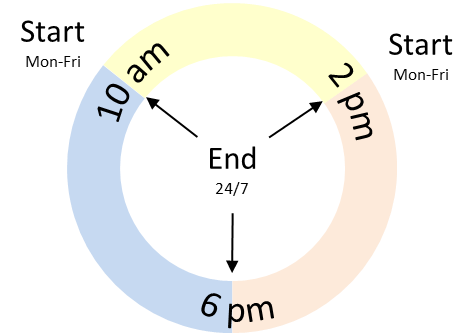 Start
Mon-Fri
10 am
2 pm
Start
Mon-Fri
End
24/7
6 pm